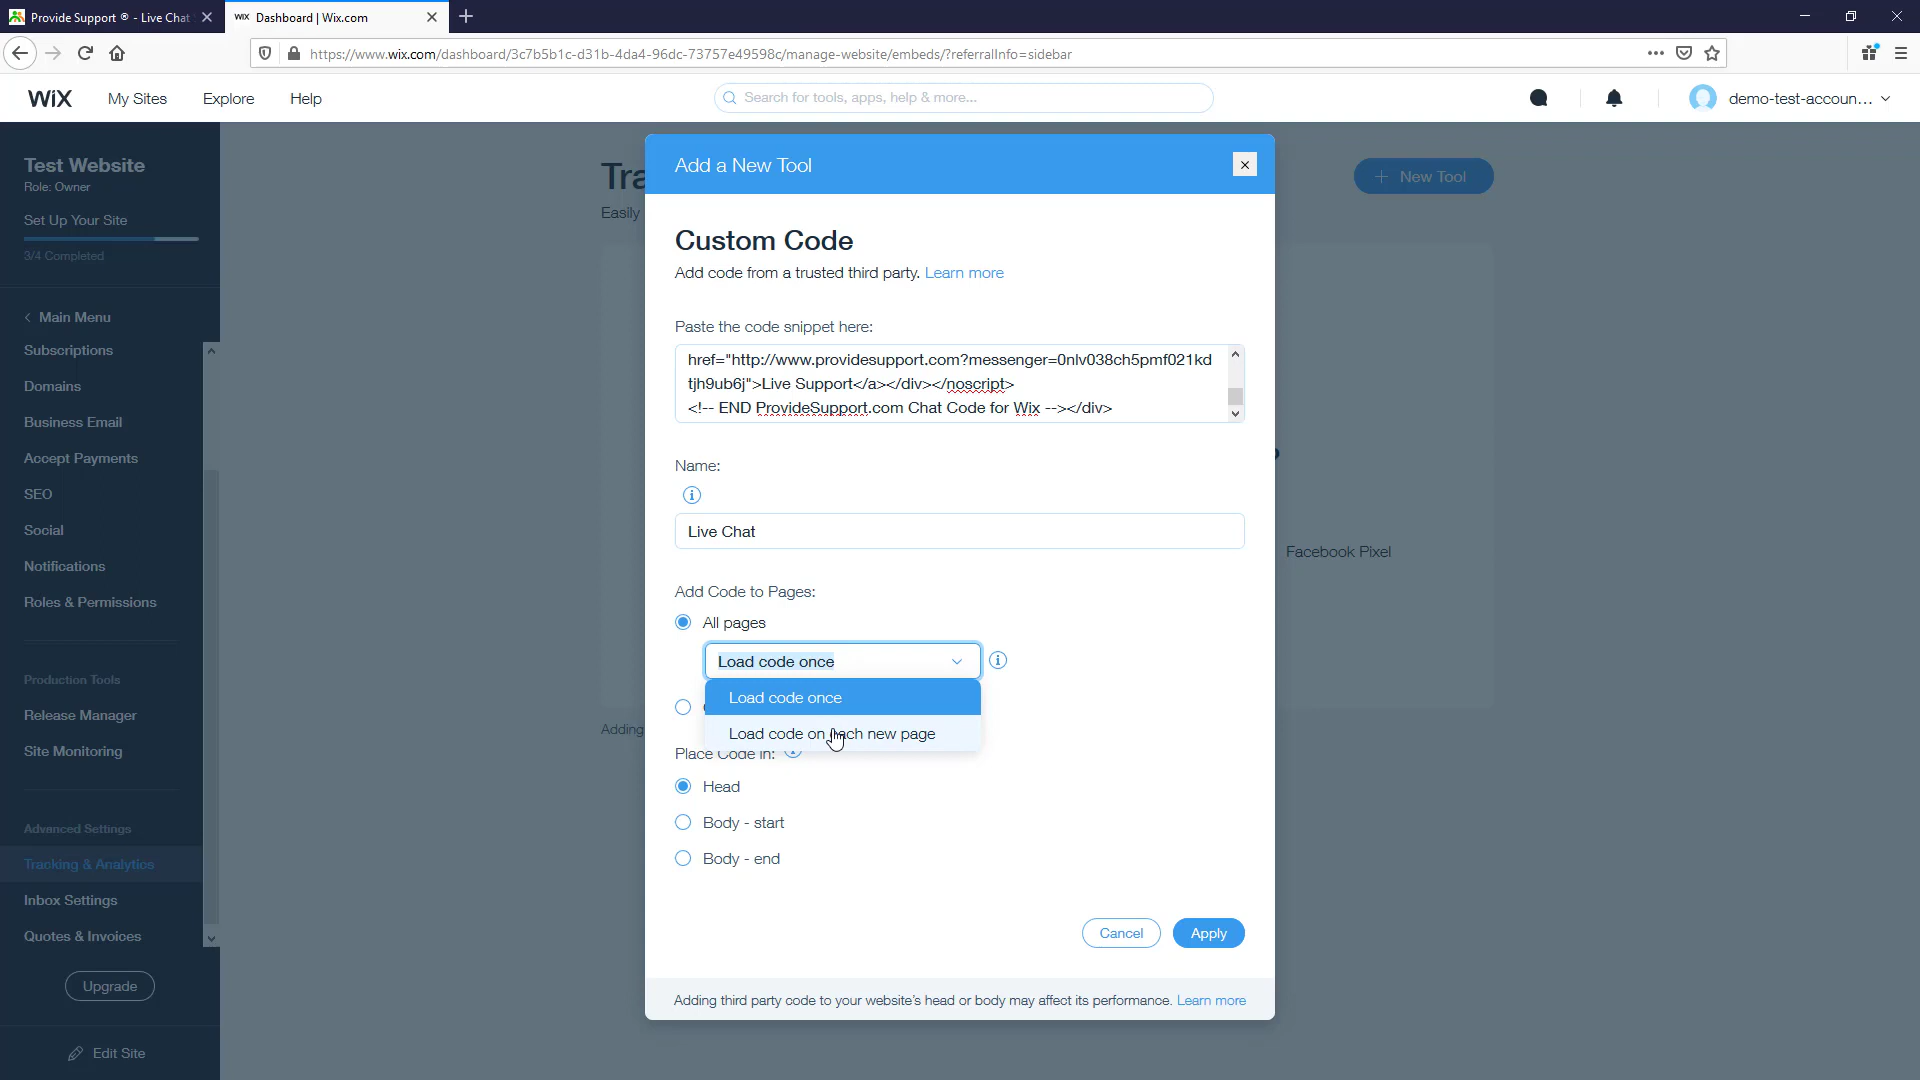 Provide Support ® - Live Chat
WIX Dashboard | Wix.com
https://www.wix.com/dashboard/3c7b5b1c-d31b-4da4-96dc-73757e49598c/manage-website/embeds/?referralInfo=sidebar
WIX
My Sites
Explore
Help
Search for tools, apps, help & more...
demo-test-accoun...
Test Website
Role: Owner
Set Up Your Site
3/4 Completed
Main Menu
Subscriptions
Domains
Business Email
Accept Payments
SEO
Social
Notifications
Roles & Permissions
Production Tools
Release Manager
Site Monitoring
Advanced Settings
Tracking & Analytics
Inbox Settings
Quotes & Invoices
Upgrade
Edit Site
Easily
New Tool
Facebook Pixel
Adding
Add a New Tool
Custom Code
Add code from a trusted third party. Learn more
Paste the code snippet here:
href="http://www.providesupport.com?messenger=0nlv038ch5pmf021kd
tjh9ub6j">Live Support</a></div></noscript>
<!-- END ProvideSupport.com Chat Code for Wix --></div>
Name:
Live Chat
Add Code to Pages:
All pages
Load code once
Load code once
Load code on each new page
Place Code in:
Head
Body - start
Body - end
Cancel
Apply
Adding third party code to your website's head or body may affect its performance. Learn more